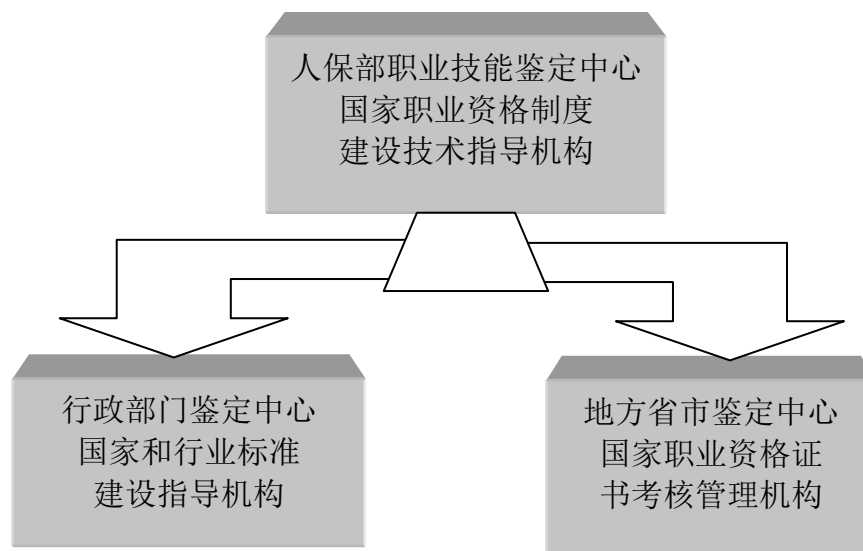 人保部职业技能鉴定中心
国家职业资格制度
建设技术指导机构
行政部门鉴定中心
国家和行业标准
建设指导机构
地方省市鉴定中心
国家职业资格证
书考核管理机构